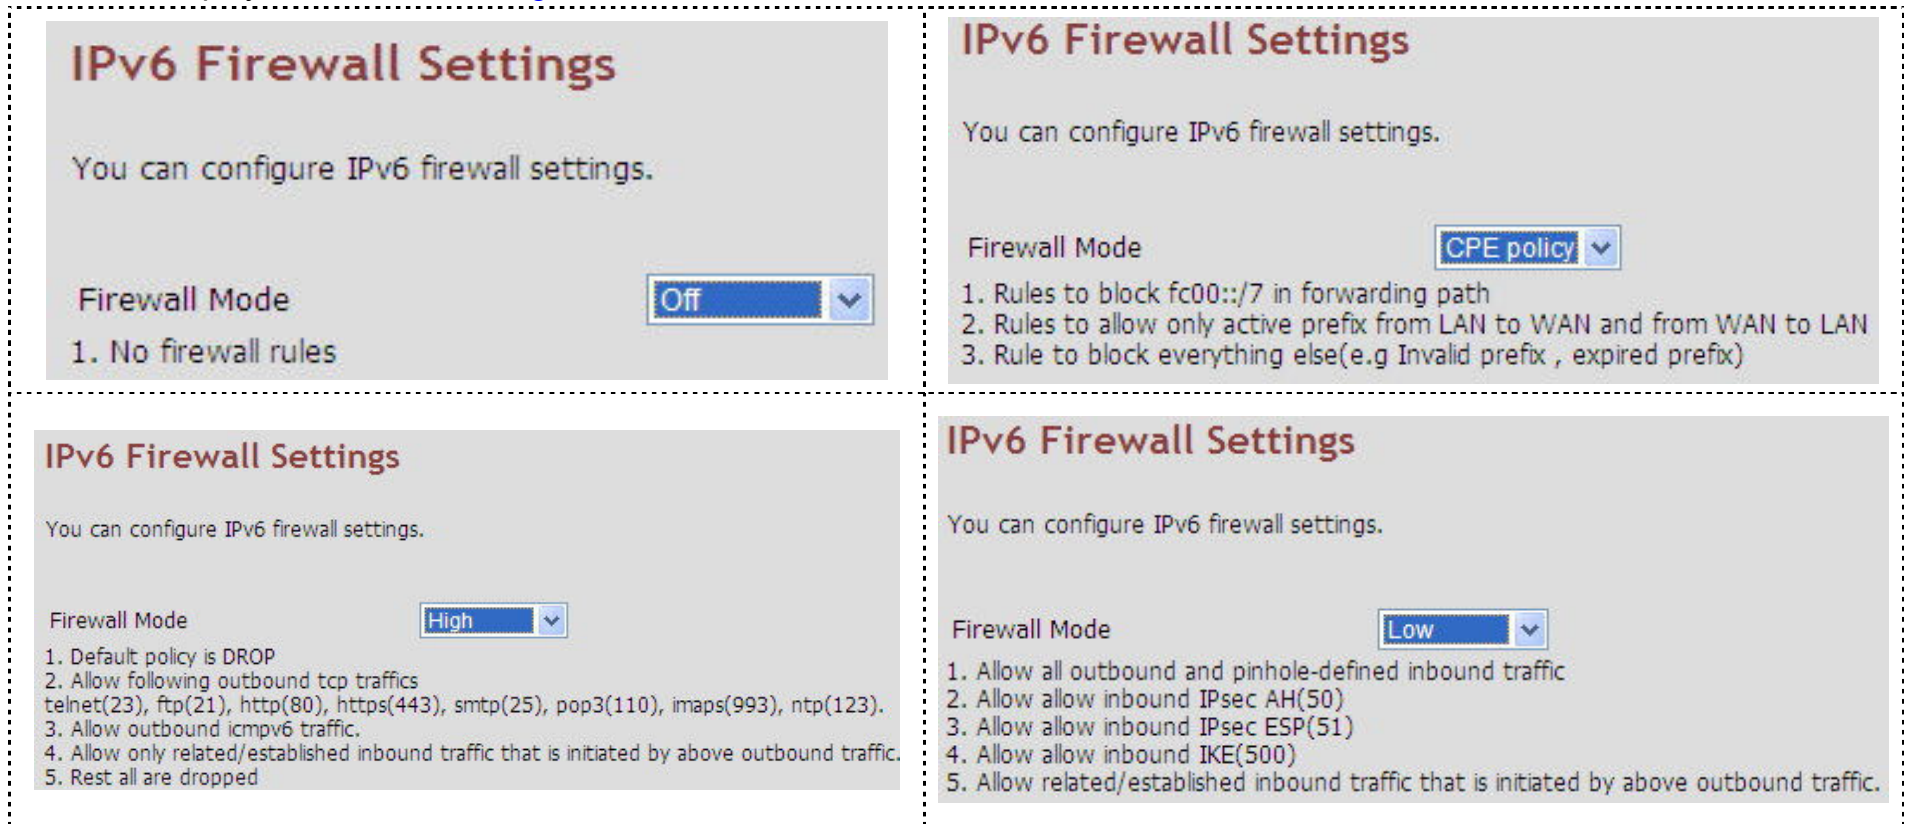 IPv6 Firewall Settings
You can configure IPv6 firewall settings.
Firewall Mode Off
1. No firewall rules
IPv6 Firewall Settings
You can configure IPv6 firewall settings.
Firewall Mode CPE policy
1. Rules to block fc00::/7 in forwarding path
2. Rules to allow only active prefix from LAN to WAN and from WAN to LAN
3. Rule to block everything else(e.g Invalid prefix , expired prefix)
IPv6 Firewall Settings
You can configure IPv6 firewall settings.
Firewall Mode High
1. Default policy is DROP
2. Allow following outbound tcp traffics
telnet(23), ftp(21), http(80), https(443), smtp(25), pop3(110), imaps(993), ntp(123).
3. Allow outbound icmpv6 traffic.
4. Allow only related/established inbound traffic that is initiated by above outbound traffic.
5. Rest all are dropped
IPv6 Firewall Settings
You can configure IPv6 firewall settings.
Firewall Mode Low
1. Allow all outbound and pinhole-defined inbound traffic
2. Allow allow inbound IPsec AH(50)
3. Allow allow inbound IPsec ESP(51)
4. Allow allow inbound IKE(500)
5. Allow related/established inbound traffic that is initiated by above outbound traffic.